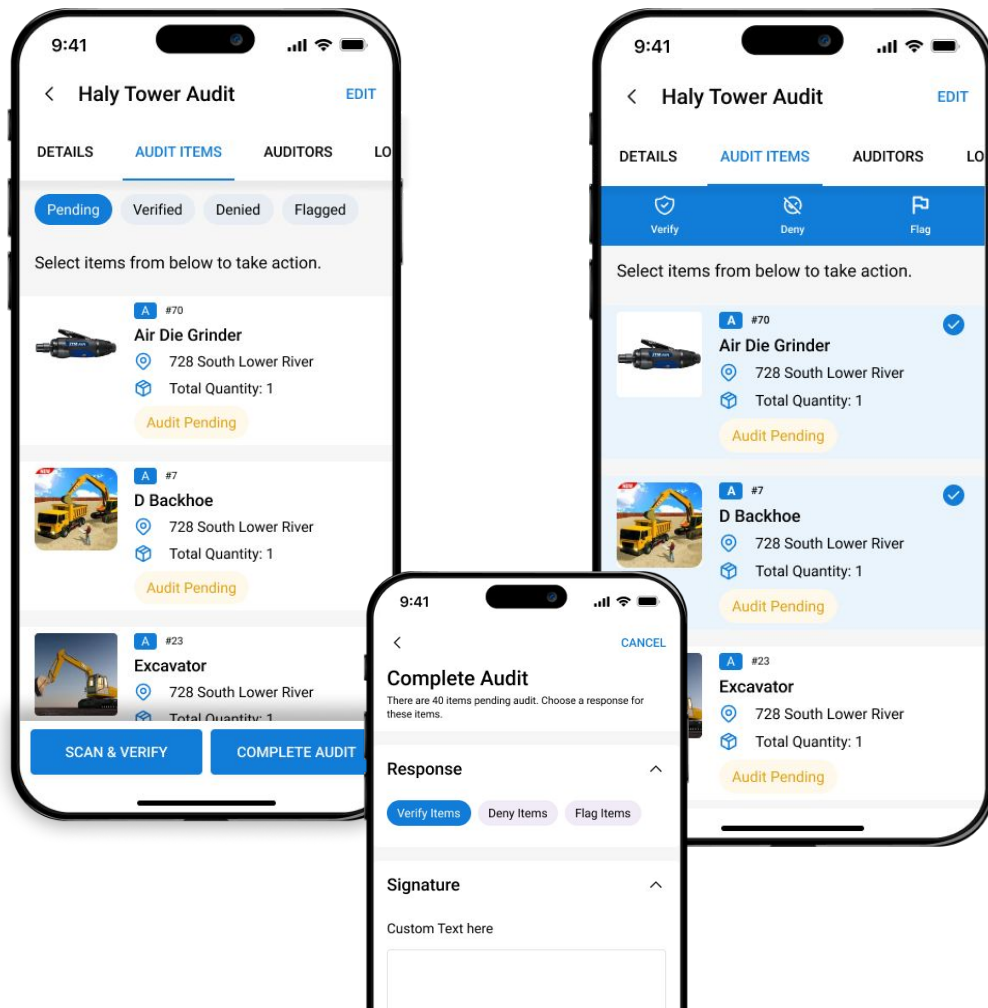 9:41
Haly Tower Audit
EDIT
DETAILS
AUDIT ITEMS
AUDITORS
LO
Pending
Verified
Denied
Flagged
Select items from below to take action.
A #70
Air Die Grinder
728 South Lower River
Total Quantity: 1
Audit Pending
NEW
A #7
D Backhoe
728 South Lower River
Total Quantity: 1
Audit Pending
A #23
Excavator
728 South Lower River
Total Quantity: 1
SCAN & VERIFY
COMPLETE AUDIT
9:41
CANCEL
Complete Audit
There are 40 items pending audit. Choose a response for
these items.
Response
Verify Items
Deny Items
Flag Items
Signature
Custom Text here
9:41
Haly Tower Audit
EDIT
DETAILS
AUDIT ITEMS
AUDITORS
LO
Verify
Deny
Flag
Select items from below to take action.
A #70
Air Die Grinder
728 South Lower River
Total Quantity: 1
Audit Pending
NEW
A #7
D Backhoe
728 South Lower River
Total Quantity: 1
Audit Pending
A #23
Excavator
728 South Lower River
Total Quantity: 1
Audit Pending